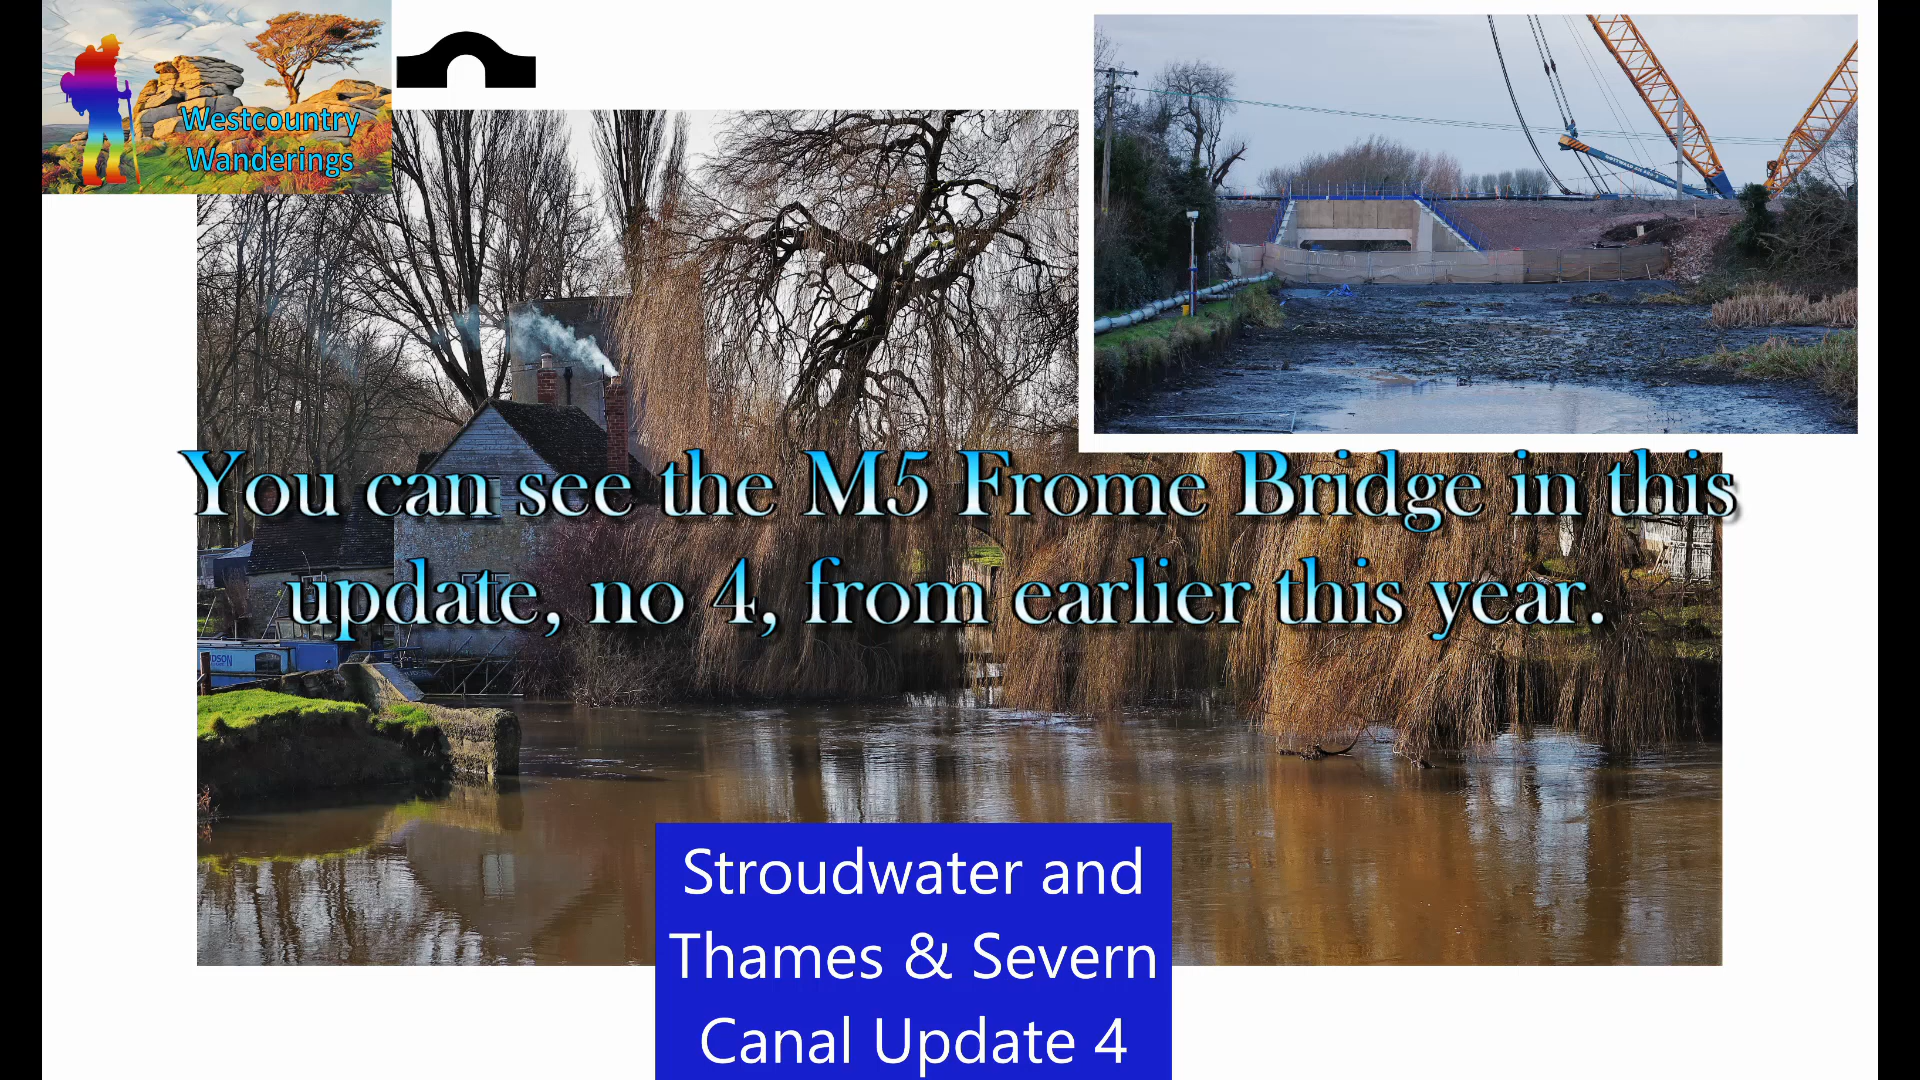 Westcountry
Wanderings
You can see the M5 Frome Bridge in this
update, no 4, from earlier this year.
DSON
Stroudwater and
Thames & Severn
Canal Update 4